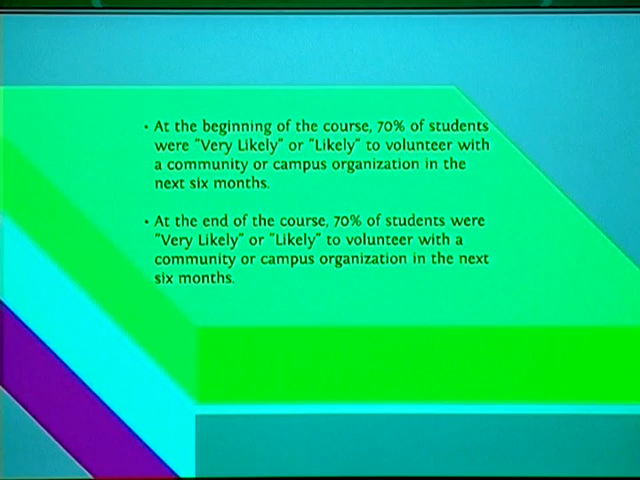 • At the beginning of the course, 70% of students
were "Very Likely" or "Likely" to volunteer with
a community or campus organization in the
next six months.
• At the end of the course, 70% of students were
"Very Likely" or "Likely" to volunteer with a
community or campus organization in the next
six months.